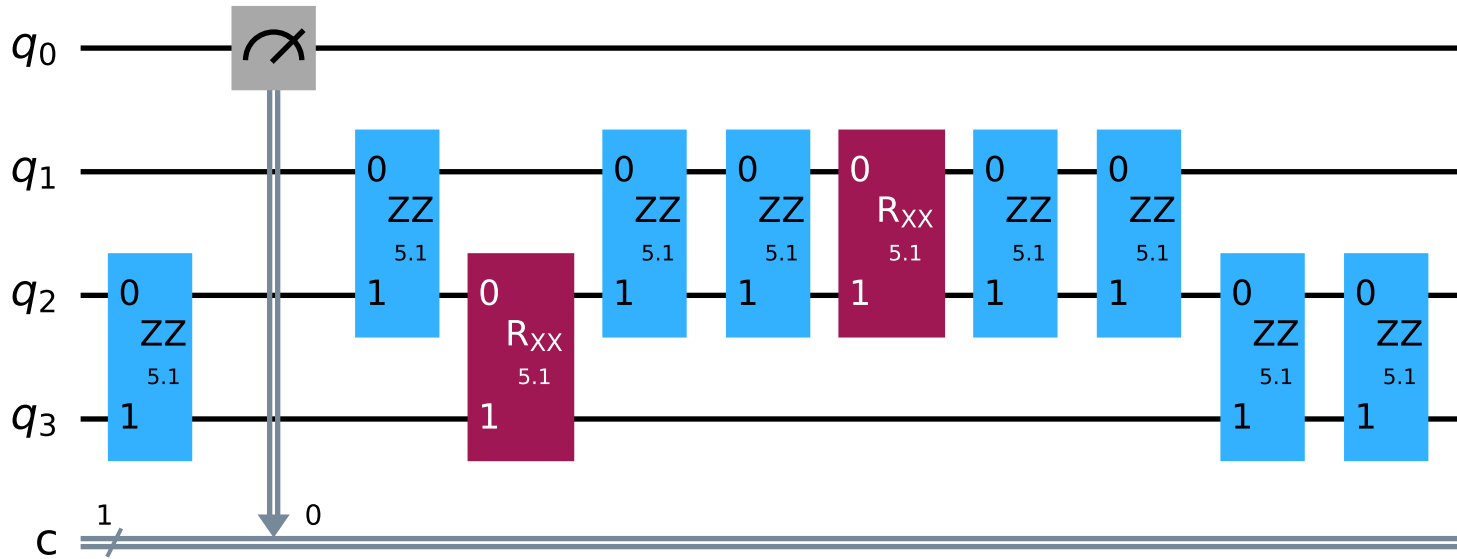 q0
0 0 0 0 0 0
q1
ZZ ZZ ZZ RXX ZZ ZZ
5.1 5.1 5.1 5.1 5.1 5.1
q2
0 1 0 1 1 1 1 1 0 0
ZZ RXX ZZ ZZ
5.1 5.1 5.1 5.1
q3
1 1 1 1
1 0
c